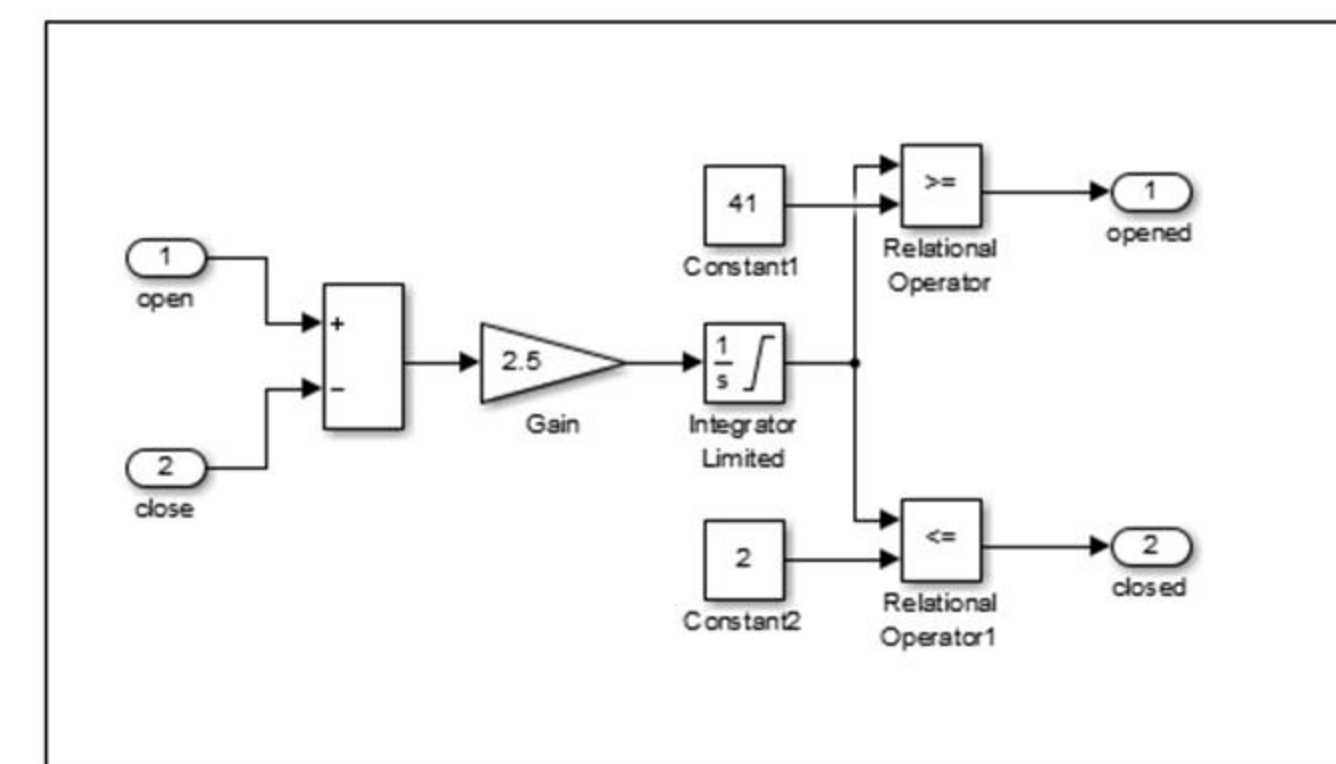 1
open
2
close
+
−
2.5
Gain
41
Constant1
1
s
Integrator
Limited
2
Constant2
>=
Relational
Operator
<=
Relational
Operator1
1
opened
2
closed